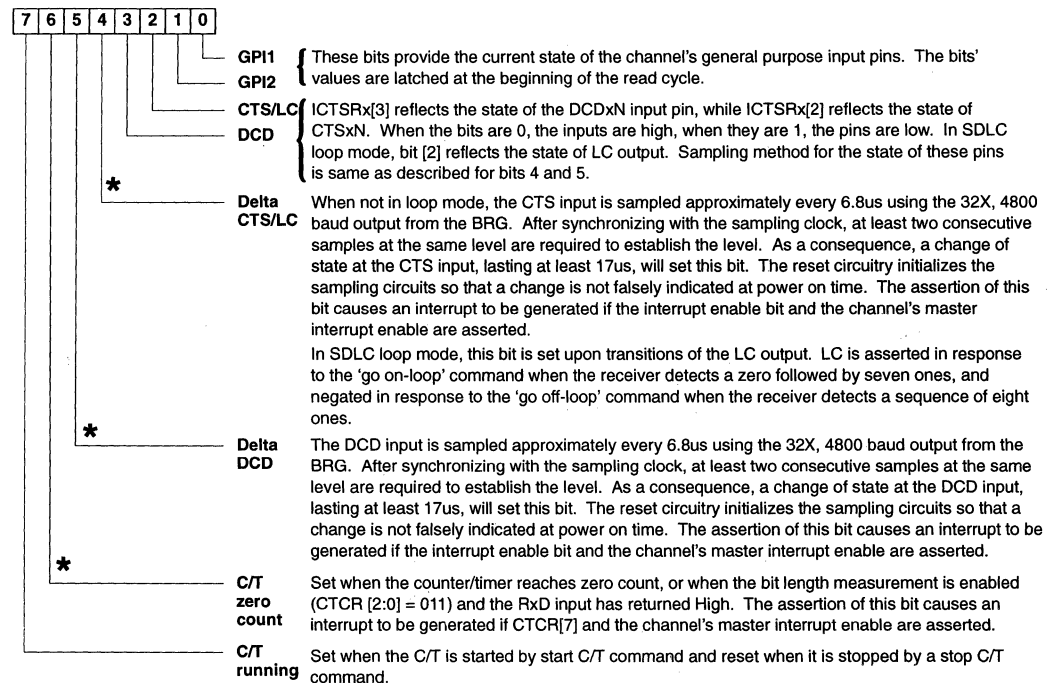 7 6 5 4 3 2 1 0
GPI1
GPI2
These bits provide the current state of the channel's general purpose input pins. The bits'
values are latched at the beginning of the read cycle.
CTS/LC
DCD
ICTSRx[3] reflects the state of the DCDxN input pin, while ICTSRx[2] reflects the state of
CTSxN. When the bits are 0, the inputs are high, when they are 1, the pins are low. In SDLC
loop mode, bit [2] reflects the state of LC output. Sampling method for the state of these pins
is same as described for bits 4 and 5.
*
Delta
CTS/LC
When not in loop mode, the CTS input is sampled approximately every 6.8us using the 32X, 4800
baud output from the BRG. After synchronizing with the sampling clock, at least two consecutive
samples at the same level are required to establish the level. As a consequence, a change of
state at the CTS input, lasting at least 17us, will set this bit. The reset circuitry initializes the
sampling circuits so that a change is not falsely indicated at power on time. The assertion of this
bit causes an interrupt to be generated if the interrupt enable bit and the channel's master
interrupt enable are asserted.
In SDLC loop mode, this bit is set upon transitions of the LC output. LC is asserted in response
to the 'go on-loop' command when the receiver detects a zero followed by seven ones, and
negated in response to the 'go off-loop' command when the receiver detects a sequence of eight
ones.
*
Delta
DCD
The DCD input is sampled approximately every 6.8us using the 32X, 4800 baud output from the
BRG. After synchronizing with the sampling clock, at least two consecutive samples at the same
level are required to establish the level. As a consequence, a change of state at the DCD input,
lasting at least 17us, will set this bit. The reset circuitry initializes the sampling circuits so that a
change is not falsely indicated at power on time. The assertion of this bit causes an interrupt to be
generated if the interrupt enable bit and the channel's master interrupt enable are asserted.
*
C/T
zero
count
Set when the counter/timer reaches zero count, or when the bit length measurement is enabled
(CTCR [2:0] = 011) and the RxD input has returned High. The assertion of this bit causes an
interrupt to be generated if CTCR[7] and the channel's master interrupt enable are asserted.
C/T
running
Set when the C/T is started by start C/T command and reset when it is stopped by a stop C/T
command.